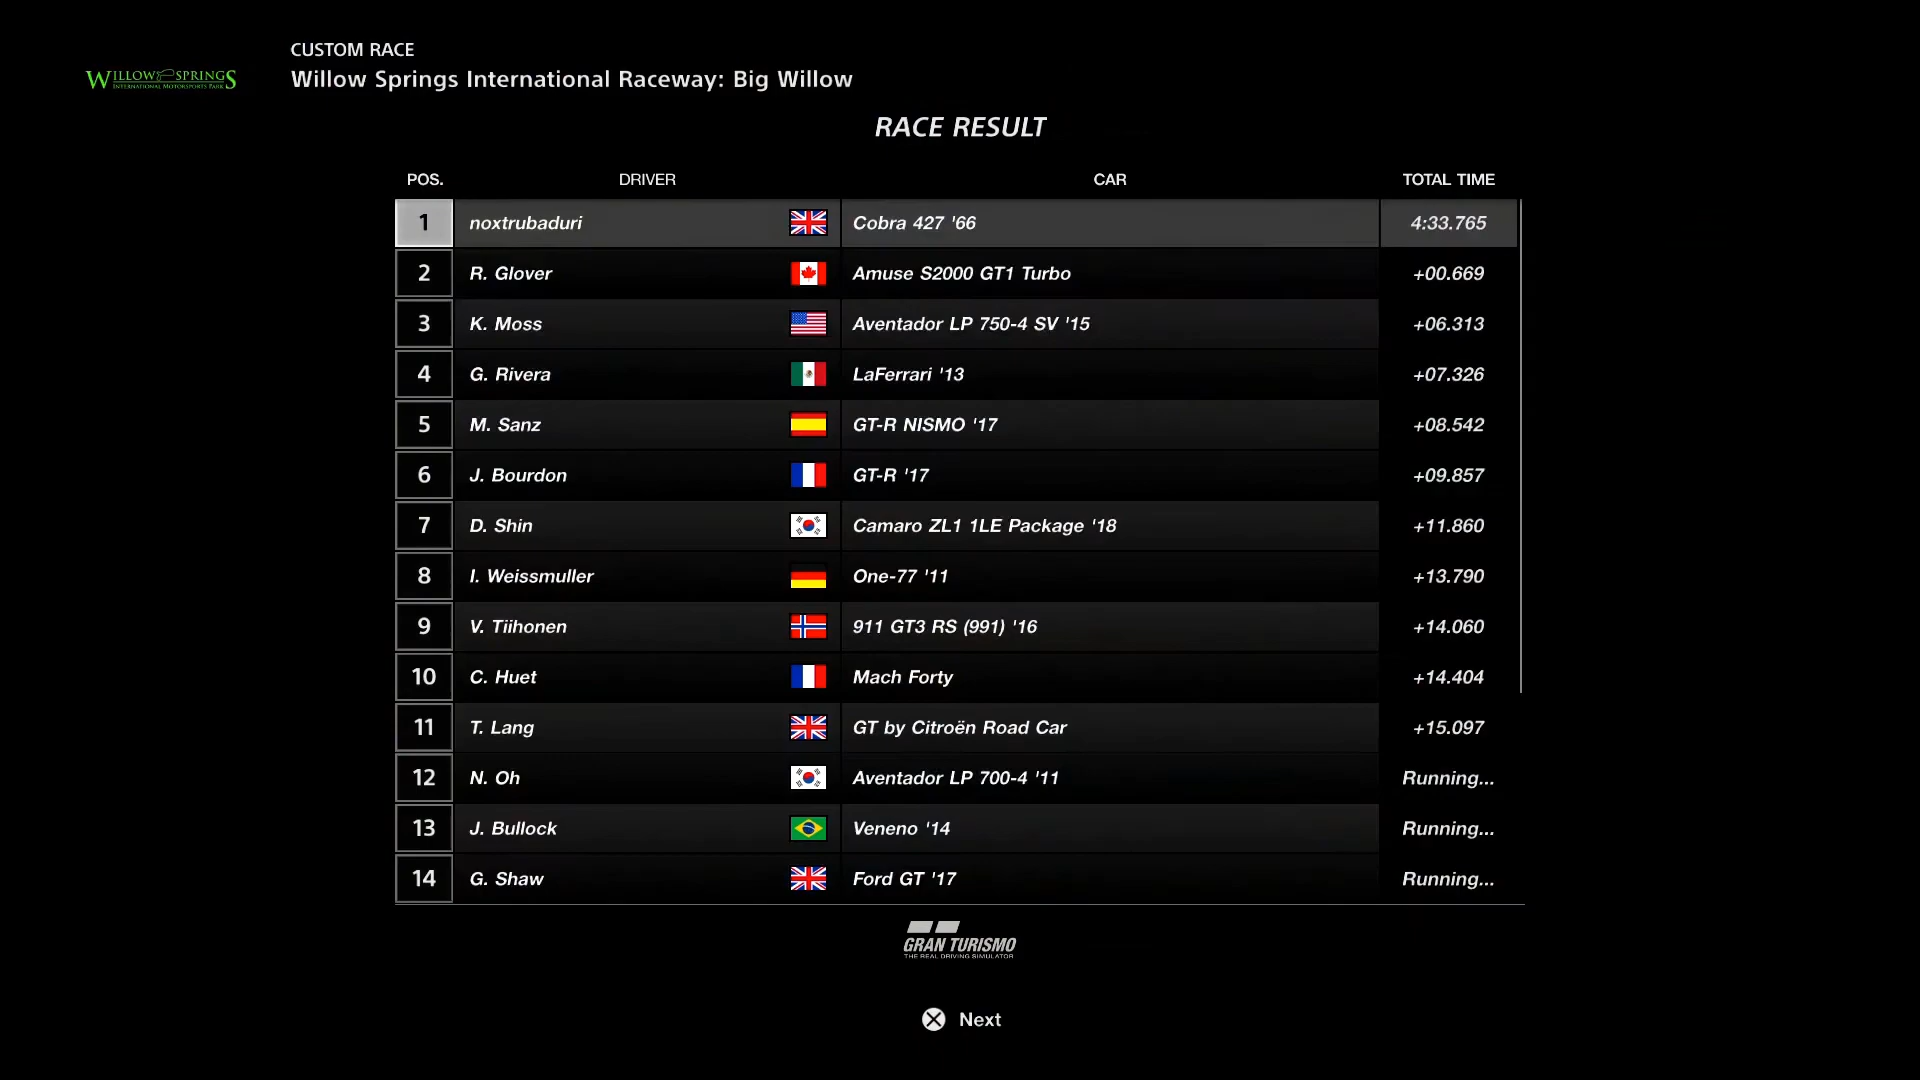 CUSTOM RACE
WILLOW SPRINGS
INTERNATIONAL MOTORSPORTS PARK
Willow Springs International Raceway: Big Willow
RACE RESULT
POS. DRIVER CAR TOTAL TIME
1 noxtrubaduri Cobra 427 '66 4:33.765
2 R. Glover Amuse S2000 GT1 Turbo +00.669
3 K. Moss Aventador LP 750-4 SV '15 +06.313
4 G. Rivera LaFerrari '13 +07.326
5 M. Sanz GT-R NISMO '17 +08.542
6 J. Bourdon GT-R '17 +09.857
7 D. Shin Camaro ZL1 1LE Package '18 +11.860
8 I. Weissmuller One-77 '11 +13.790
9 V. Tiihonen 911 GT3 RS (991) '16 +14.060
10 C. Huet Mach Forty +14.404
11 T. Lang GT by Citroën Road Car +15.097
12 N. Oh Aventador LP 700-4 '11 Running...
13 J. Bullock Veneno '14 Running...
14 G. Shaw Ford GT '17 Running...
GRAN TURISMO
THE REAL DRIVING SIMULATOR
Next